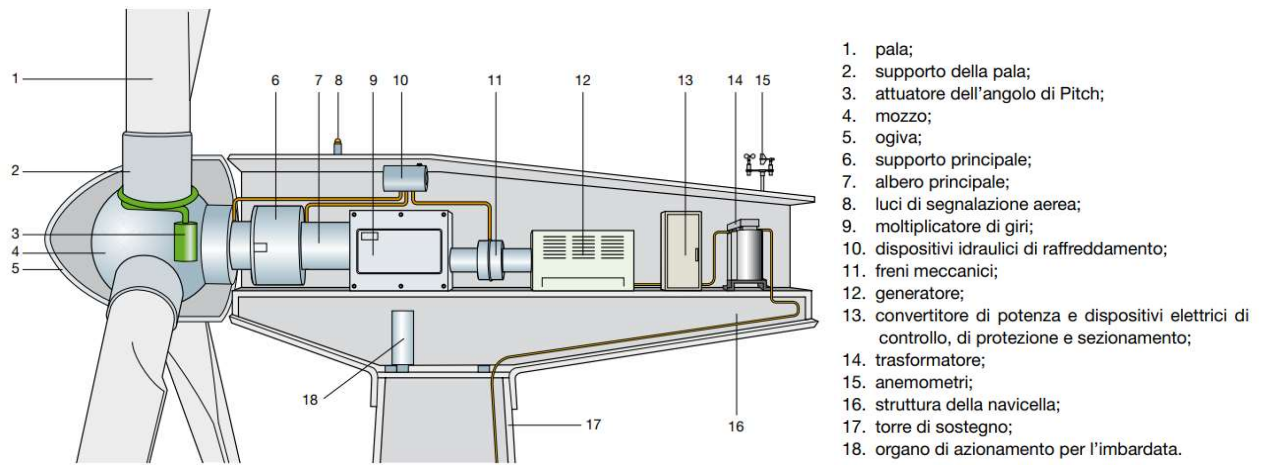 1
2
3
4
5
6
7
8
9
10
11
12
13
14
15
16
17
18
1. pala;
2. supporto della pala;
3. attuatore dell'angolo di Pitch;
4. mozzo;
5. ogiva;
6. supporto principale;
7. albero principale;
8. luci di segnalazione aerea;
9. moltiplicatore di giri;
10. dispositivi idraulici di raffreddamento;
11. freni meccanici;
12. generatore;
13. convertitore di potenza e dispositivi elettrici di
controllo, di protezione e sezionamento;
14. trasformatore;
15. anemometri;
16. struttura della navicella;
17. torre di sostegno;
18. organo di azionamento per l'imbardata.